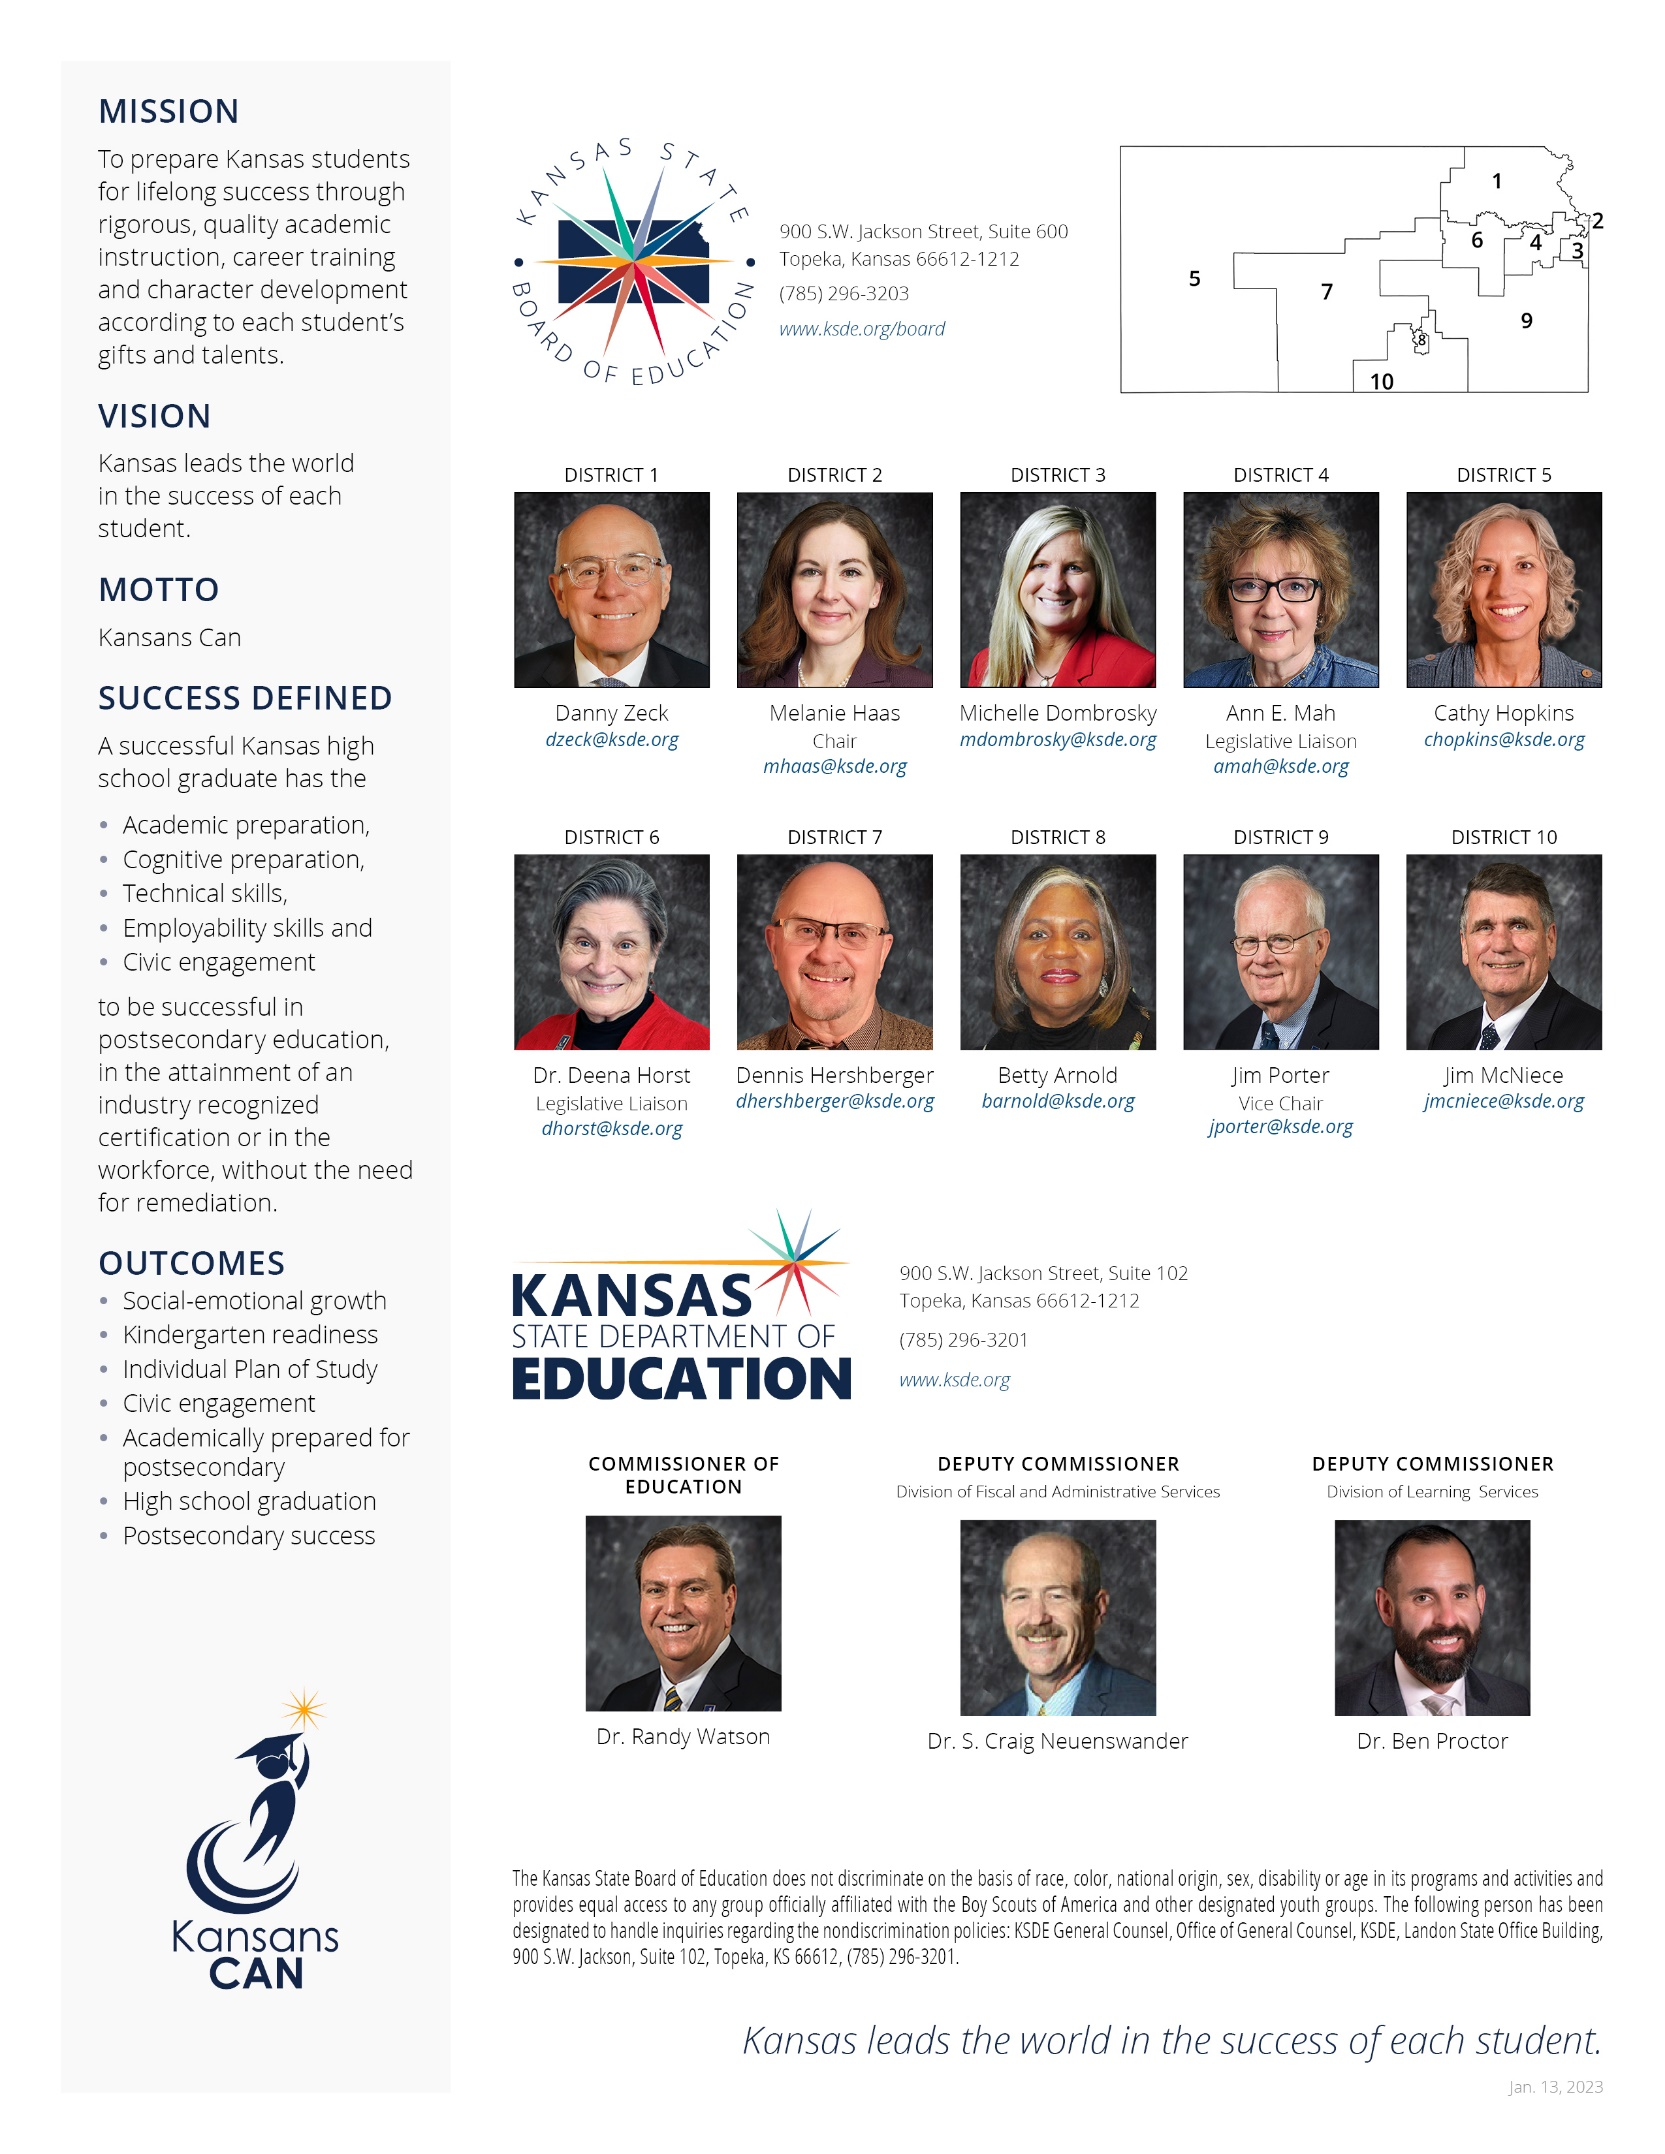 MISSION
To prepare Kansas students
for lifelong success through
rigorous, quality academic
instruction, career training
and character development
according to each student’s
gifts and talents.
VISION
Kansas leads the world
in the success of each
student.
MOTTO
Kansans Can
SUCCESS DEFINED
A successful Kansas high
school graduate has the
• Academic preparation,
• Cognitive preparation,
• Technical skills,
• Employability skills and
• Civic engagement
to be successful in
postsecondary education,
in the attainment of an
industry recognized
certification or in the
workforce, without the need
for remediation.
OUTCOMES
• Social-emotional growth
• Kindergarten readiness
• Individual Plan of Study
• Civic engagement
• Academically prepared for
postsecondary
• High school graduation
• Postsecondary success
Kansans
CAN
KANSAS STATE
BOARD OF EDUCATION
900 S.W. Jackson Street, Suite 600
Topeka, Kansas 66612-1212
(785) 296-3203
www.ksde.org/board
1
2
6 4 3
5
7
9
8
10
DISTRICT 1 DISTRICT 2 DISTRICT 3 DISTRICT 4 DISTRICT 5
Danny Zeck Melanie Haas Michelle Dombrosky Ann E. Mah Cathy Hopkins
dzeck@ksde.org Chair mdombrosky@ksde.org Legislative Liaison chopkins@ksde.org
mhaas@ksde.org amah@ksde.org
DISTRICT 6 DISTRICT 7 DISTRICT 8 DISTRICT 9 DISTRICT 10
Dr. Deena Horst Dennis Hershberger Betty Arnold Jim Porter Jim McNiece
Legislative Liaison dhershberger@ksde.org barnold@ksde.org Vice Chair jmcniece@ksde.org
dhorst@ksde.org jporter@ksde.org
KANSAS
STATE DEPARTMENT OF
EDUCATION
900 S.W. Jackson Street, Suite 102
Topeka, Kansas 66612-1212
(785) 296-3201
www.ksde.org
COMMISSIONER OF
EDUCATION
DEPUTY COMMISSIONER
Division of Fiscal and Administrative Services
DEPUTY COMMISSIONER
Division of Learning Services
Dr. Randy Watson
Dr. S. Craig Neuenswander
Dr. Ben Proctor
The Kansas State Board of Education does not discriminate on the basis of race, color, national origin, sex, disability or age in its programs and activities and
provides equal access to any group officially affiliated with the Boy Scouts of America and other designated youth groups. The following person has been
designated to handle inquiries regarding the nondiscrimination policies: KSDE General Counsel, Office of General Counsel, KSDE, Landon State Office Building,
900 S.W. Jackson, Suite 102, Topeka, KS 66612, (785) 296-3201.
Kansas leads the world in the success of each student.
Jan. 13, 2023